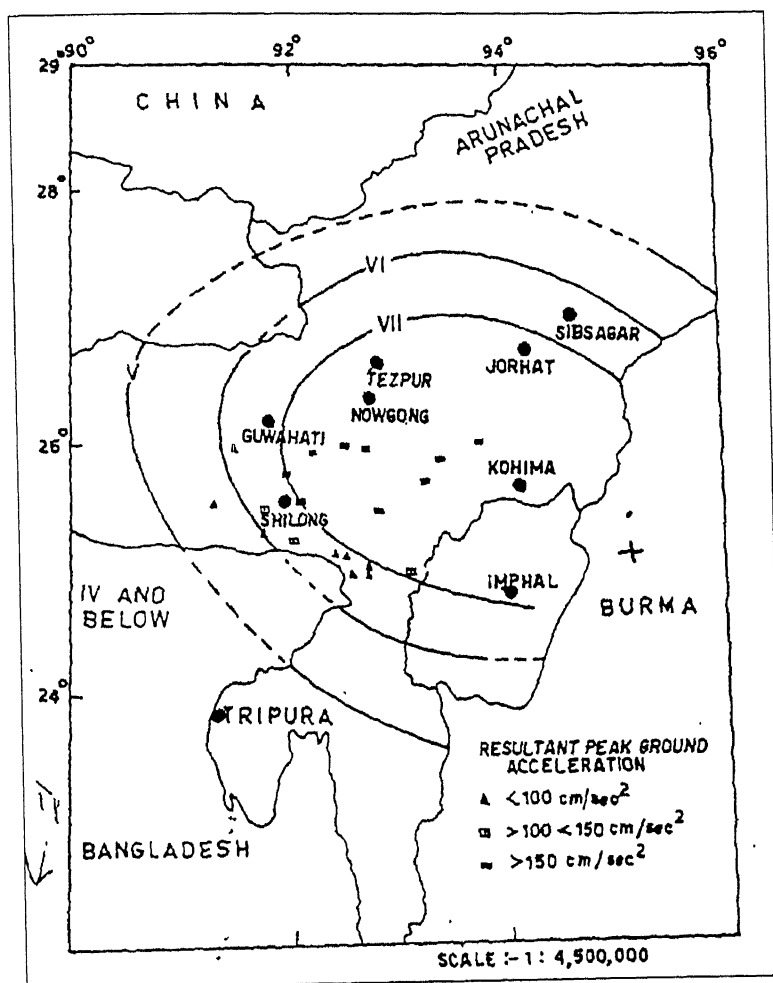 90° 92° 94° 96°
29
CHINA
ARUNACHAL
PRADESH
28°
VI
VII
SIBSAGAR
JORHAT
TEZPUR
V
NOWGONG
GUWAHATI
26°
KOHIMA
SHILONG
IV AND
BELOW
IMPHAL
BURMA
24°
TRIPURA
RESULTANT PEAK GROUND
ACCELERATION
<100 cm/sec²
>100 <150 cm/sec²
>150 cm/sec²
BANGLADESH
SCALE :- 1 : 4,500,000